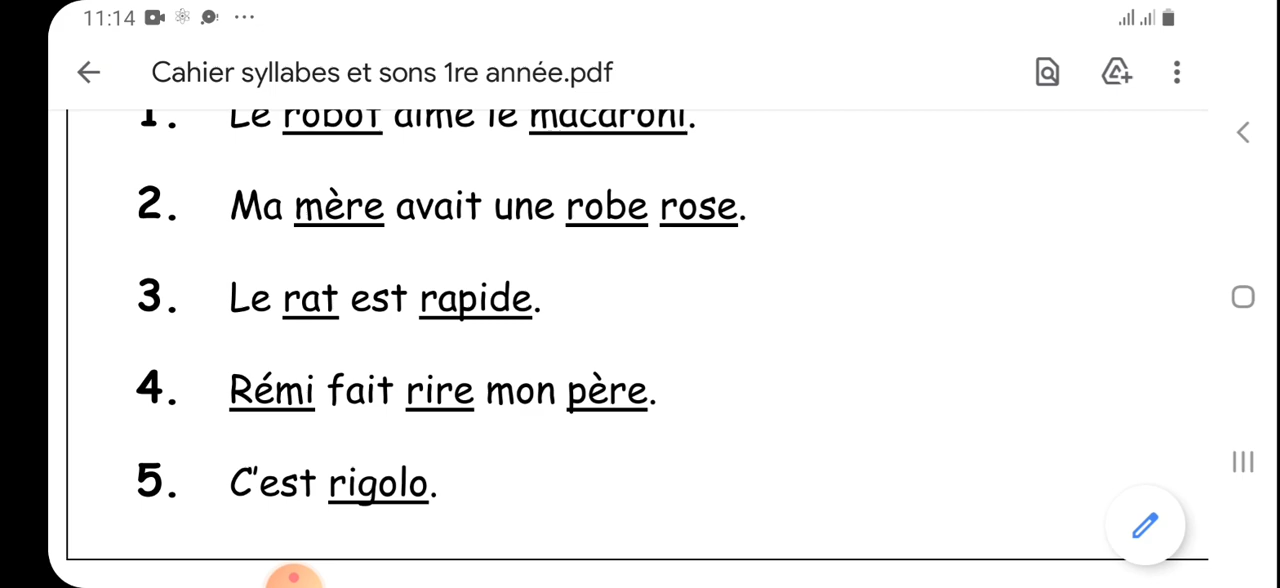 11:14
Cahier syllabes et sons 1re année.pdf
1. Le robot aime le macaroni.
2. Ma mère avait une robe rose.
3. Le rat est rapide.
4. Rémi fait rire mon père.
5. C'est rigolo.